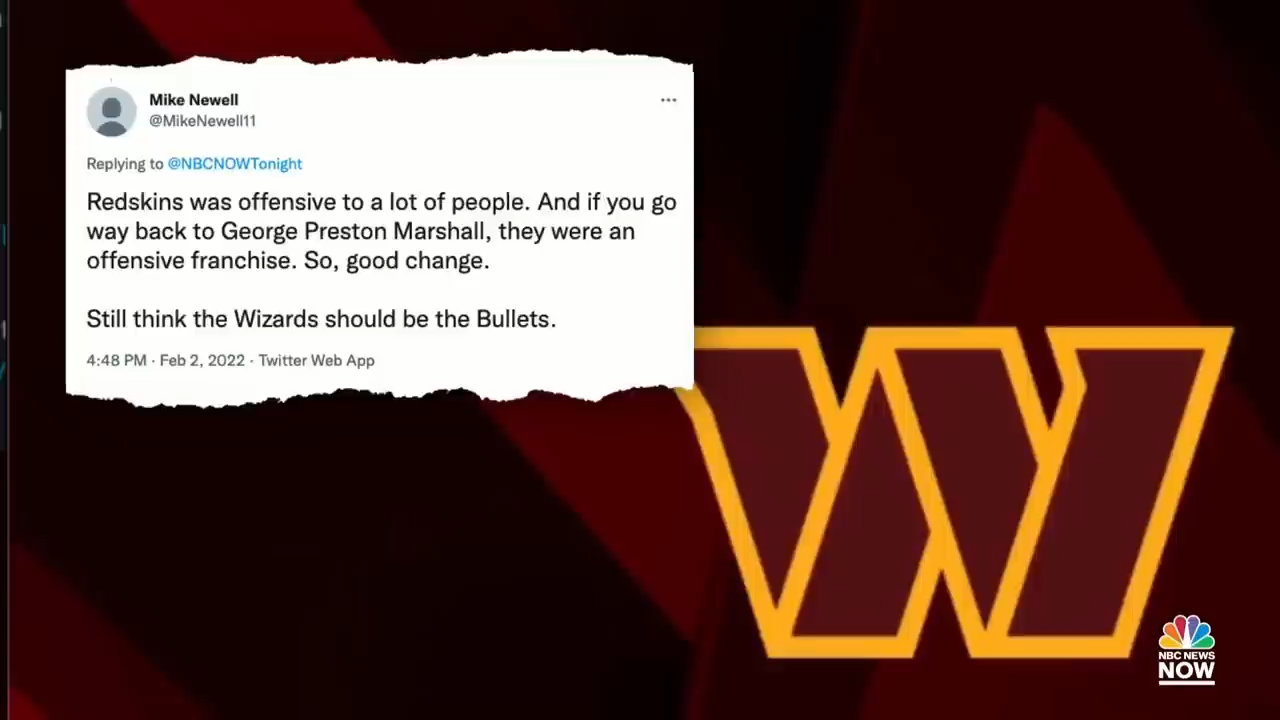 Mike Newell
@MikeNewell11
Replying to @NBCNOWTonight
Redskins was offensive to a lot of people. And if you go
way back to George Preston Marshall, they were an
offensive franchise. So, good change.
Still think the Wizards should be the Bullets.
4:48 PM · Feb 2, 2022 · Twitter Web App
W
NBC NEWS
NOW